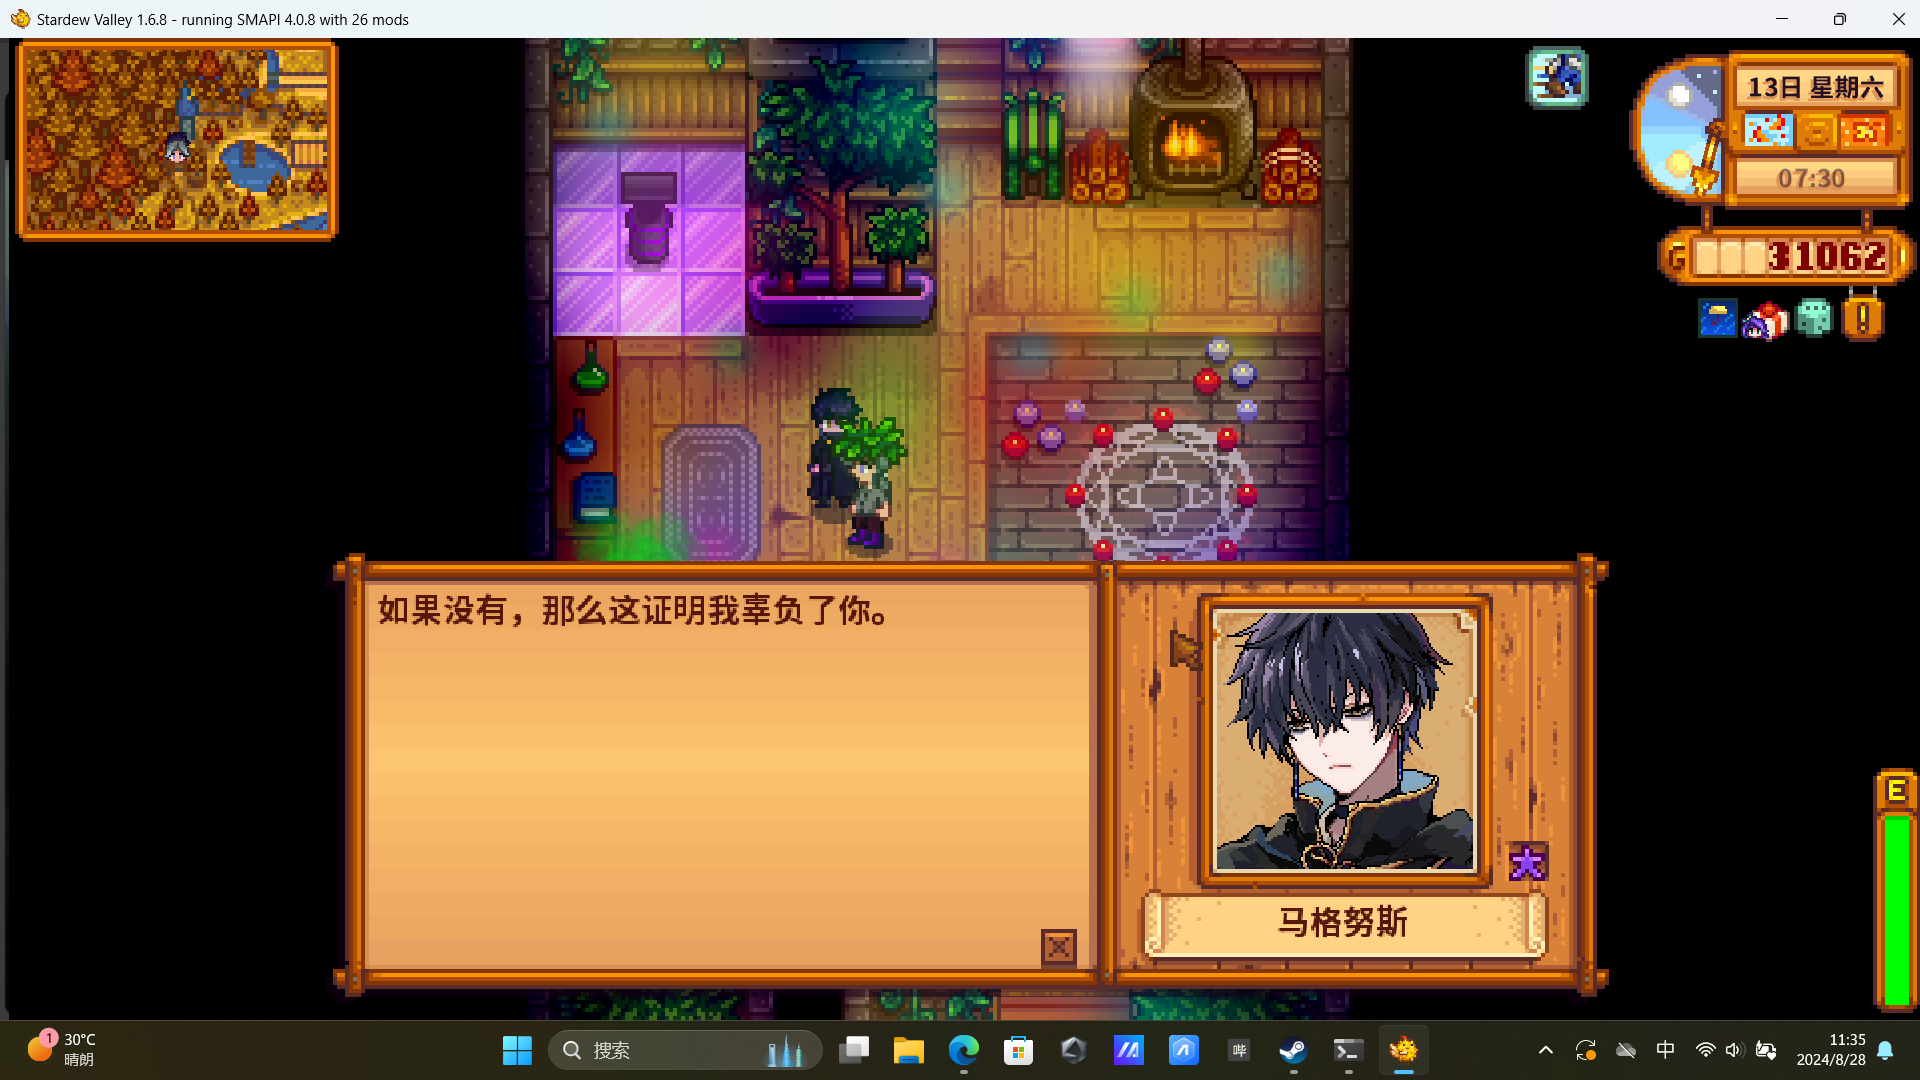 Stardew Valley 1.6.8 - running SMAPI 4.0.8 with 26 mods
13日 星期六
07:30
G 31062
如果没有，那么这证明我辜负了你。
马格努斯
E
1
30°C
晴朗
搜索
哔
中
11:35
2024/8/28